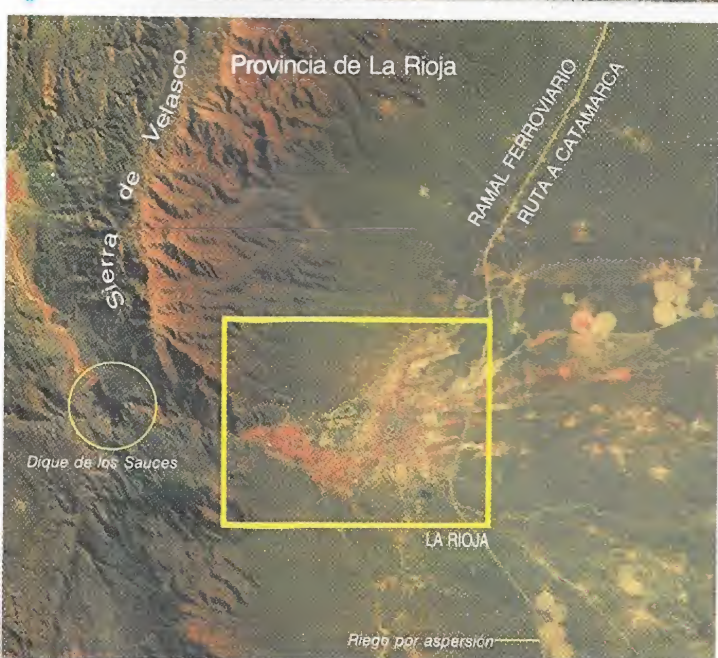 Provincia de La Rioja
Sierra de Velasco
RAMAL FERROVIARIO
RUTA A CATAMARCA
Dique de los Sauces
LA RIOJA
Riego por aspersión